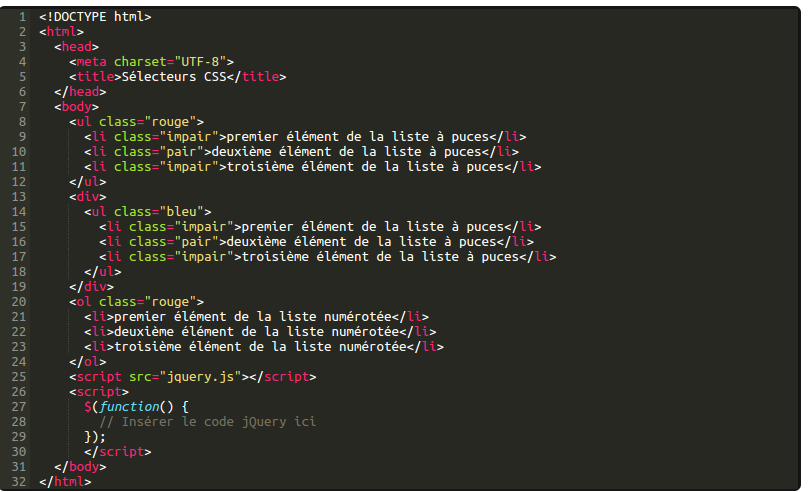 1 <!DOCTYPE html>
2 <html>
3 <head>
4 <meta charset="UTF-8">
5 <title>Sélecteurs CSS</title>
6 </head>
7 <body>
8 <ul class="rouge">
9 <li class="impair">premier élément de la liste à puces</li>
10 <li class="pair">deuxième élément de la liste à puces</li>
11 <li class="impair">troisième élément de la liste à puces</li>
12 </ul>
13 <div>
14 <ul class="bleu">
15 <li class="impair">premier élément de la liste à puces</li>
16 <li class="pair">deuxième élément de la liste à puces</li>
17 <li class="impair">troisième élément de la liste à puces</li>
18 </ul>
19 </div>
20 <ol class="rouge">
21 <li>premier élément de la liste numérotée</li>
22 <li>deuxième élément de la liste numérotée</li>
23 <li>troisième élément de la liste numérotée</li>
24 </ol>
25 <script src="jquery.js"></script>
26 <script>
27 $(function() {
28 // Insérer le code jQuery ici
29 });
30 </script>
31 </body>
32 </html>